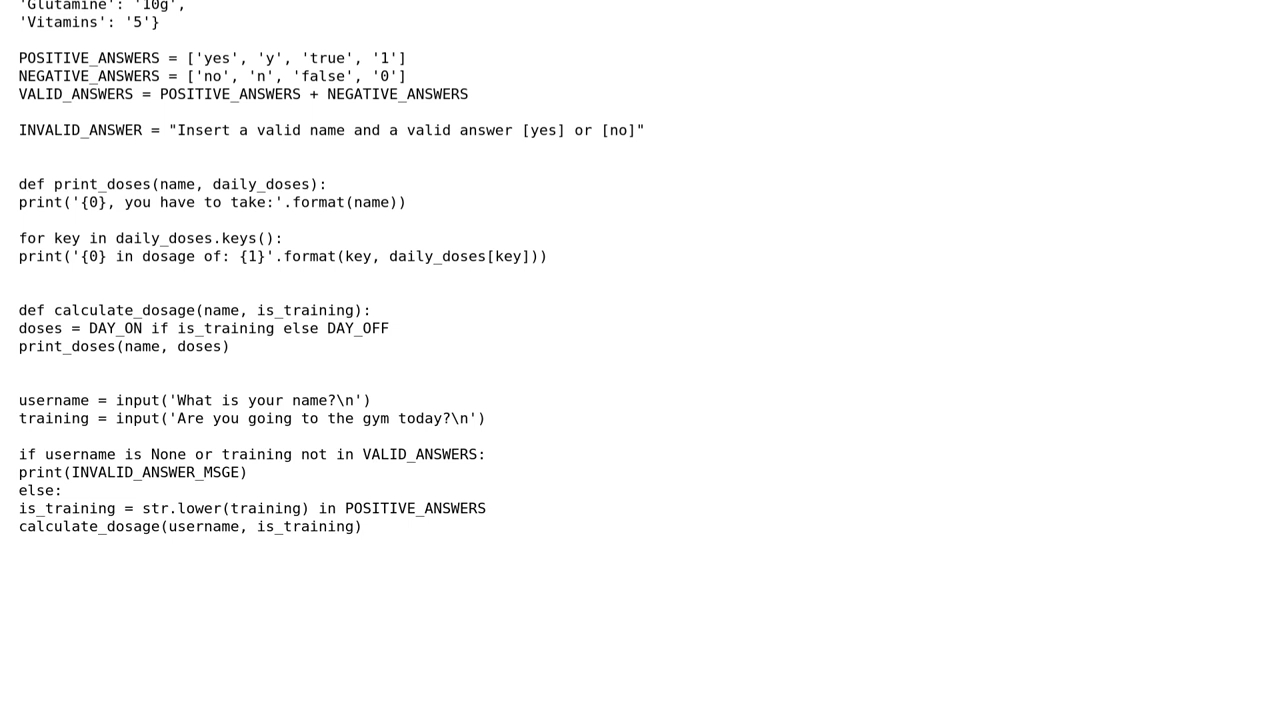 'Glutamine': '10g',
'Vitamins': '5'}
POSITIVE_ANSWERS = ['yes', 'y', 'true', '1']
NEGATIVE_ANSWERS = ['no', 'n', 'false', '0']
VALID_ANSWERS = POSITIVE_ANSWERS + NEGATIVE_ANSWERS
INVALID_ANSWER = "Insert a valid name and a valid answer [yes] or [no]"
def print_doses(name, daily_doses):
print('{0}, you have to take:'.format(name))
for key in daily_doses.keys():
print('{0} in dosage of: {1}'.format(key, daily_doses[key]))
def calculate_dosage(name, is_training):
doses = DAY_ON if is_training else DAY_OFF
print_doses(name, doses)
username = input('What is your name?\n')
training = input('Are you going to the gym today?\n')
if username is None or training not in VALID_ANSWERS:
print(INVALID_ANSWER_MSGE)
else:
is_training = str.lower(training) in POSITIVE_ANSWERS
calculate_dosage(username, is_training)